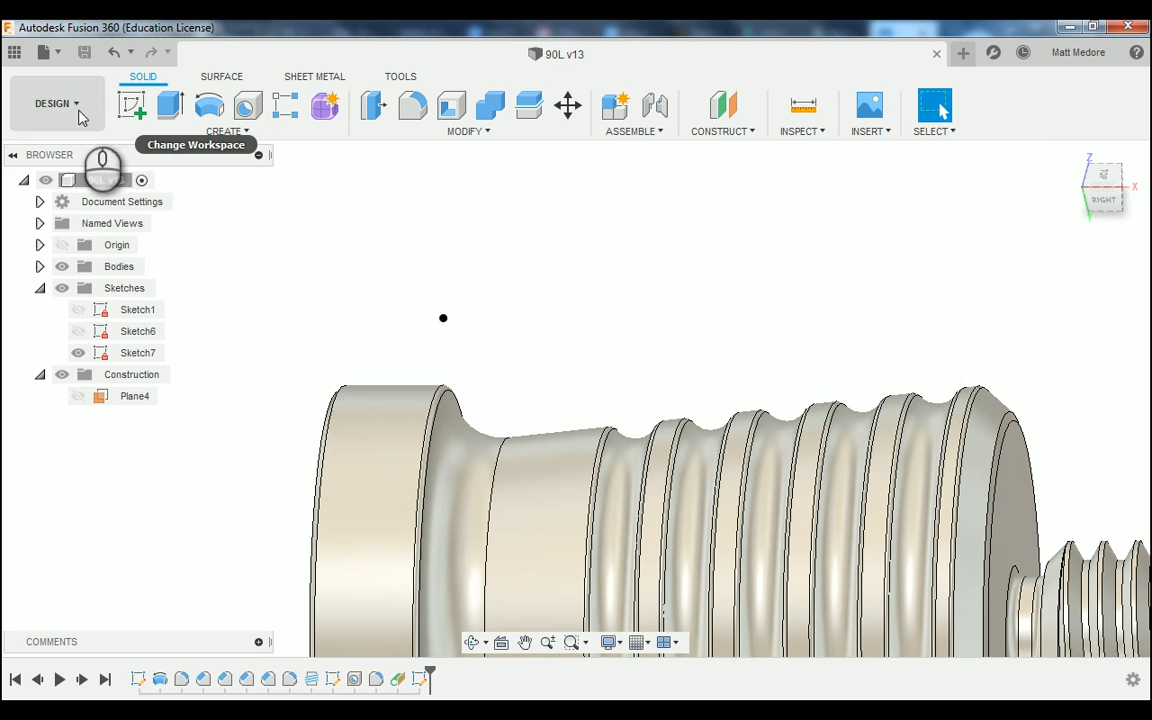 Autodesk Fusion 360 (Education License)
90L v13
Matt Medore
SOLID SURFACE SHEET METAL TOOLS
DESIGN
CREATE MODIFY ASSEMBLE CONSTRUCT INSPECT INSERT SELECT
Change Workspace
BROWSER
Document Settings
Named Views
Origin
Bodies
Sketches
Sketch1
Sketch6
Sketch7
Construction
Plane4
Z
X
RIGHT
COMMENTS